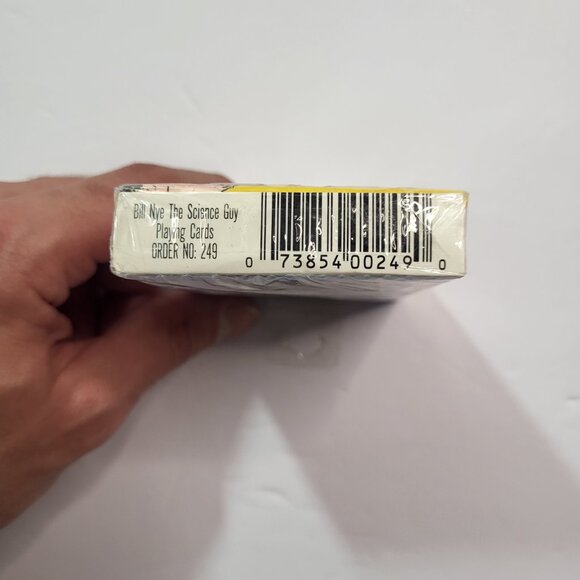 Bill Nye The Science Guy
Playing Cards
ORDER NO: 249
0 73854 00249 0